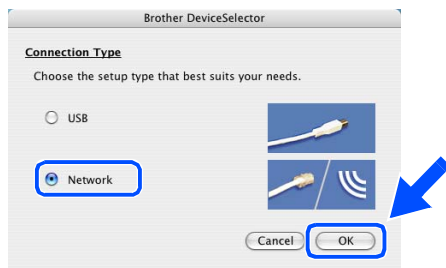 Brother DeviceSelector
Connection Type
Choose the setup type that best suits your needs.
USB
Network
Cancel
OK